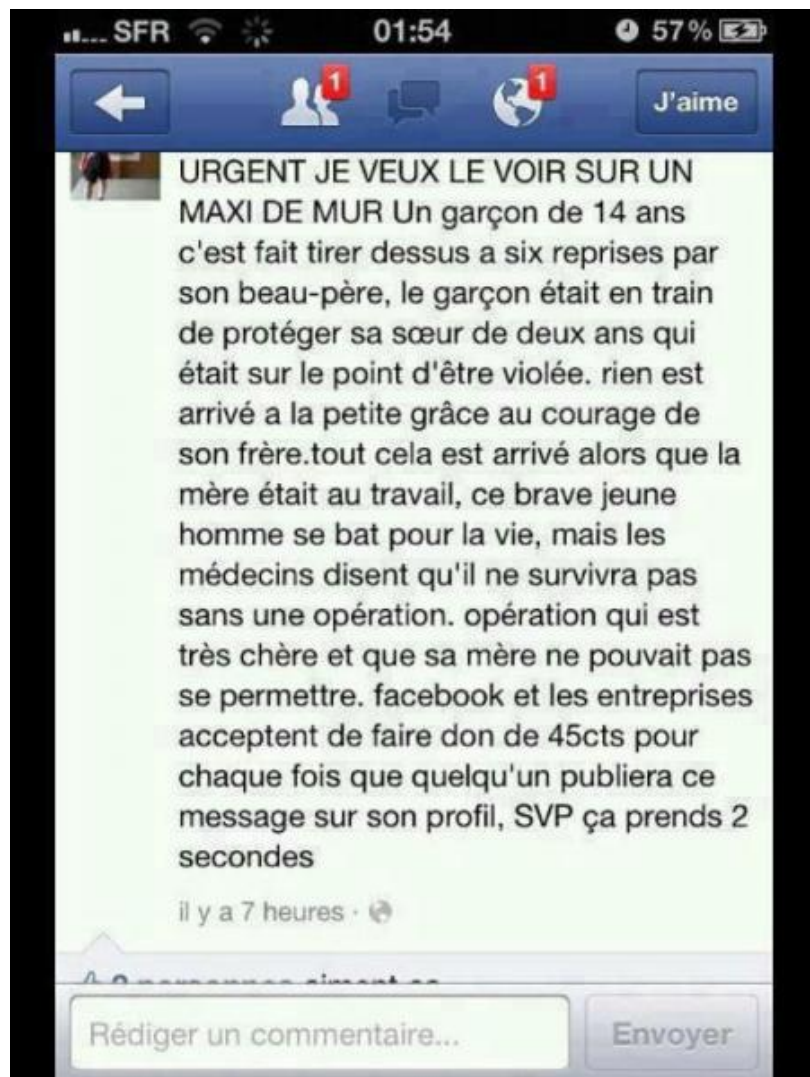 SFR 01:54 57%
1 1 J'aime
URGENT JE VEUX LE VOIR SUR UN
MAXI DE MUR Un garçon de 14 ans
c'est fait tirer dessus a six reprises par
son beau-père, le garçon était en train
de protéger sa sœur de deux ans qui
était sur le point d'être violée. rien est
arrivé a la petite grâce au courage de
son frère.tout cela est arrivé alors que la
mère était au travail, ce brave jeune
homme se bat pour la vie, mais les
médecins disent qu'il ne survivra pas
sans une opération. opération qui est
très chère et que sa mère ne pouvait pas
se permettre. facebook et les entreprises
acceptent de faire don de 45cts pour
chaque fois que quelqu'un publiera ce
message sur son profil, SVP ça prends 2
secondes
il y a 7 heures ·
personnes aiment
Rédiger un commentaire... Envoyer